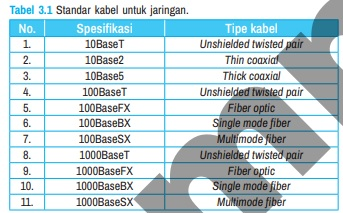 Tabel 3.1 Standar kabel untuk jaringan.
No. Spesifikasi Tipe kabel
1. 10BaseT Unshielded twisted pair
2. 10Base2 Thin coaxial
3. 10Base5 Thick coaxial
4. 100BaseT Unshielded twisted pair
5. 100BaseFX Fiber optic
6. 100BaseBX Single mode fiber
7. 100BaseSX Multimode fiber
8. 1000BaseT Unshielded twisted pair
9. 1000BaseFX Fiber optic
10. 1000BaseBX Single mode fiber
11. 1000BaseSX Multimode fiber